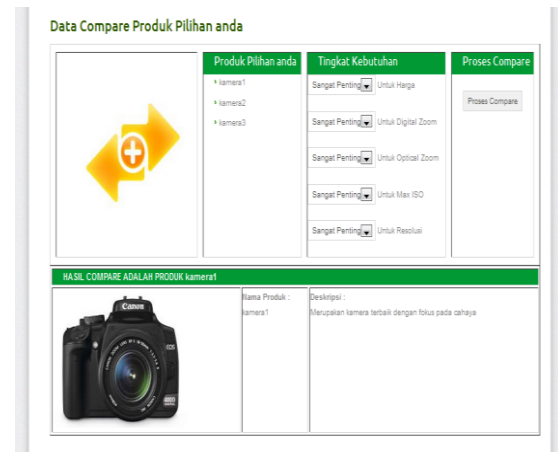 Data Compare Produk Pilihan anda
Produk Pilihan anda
Tingkat Kebutuhan
Proses Compare
kamera1
kamera2
kamera3
Sangat Penting Untuk Harga
Sangat Penting Untuk Digital Zoom
Sangat Penting Untuk Optical Zoom
Sangat Penting Untuk Max ISO
Sangat Penting Untuk Resolusi
Proses Compare
HASIL COMPARE ADALAH PRODUK kamera1
Canon
EOS
400D
Nama Produk :
kamera1
Deskripsi :
Merupakan kamera terbaik dengan fokus pada cahaya